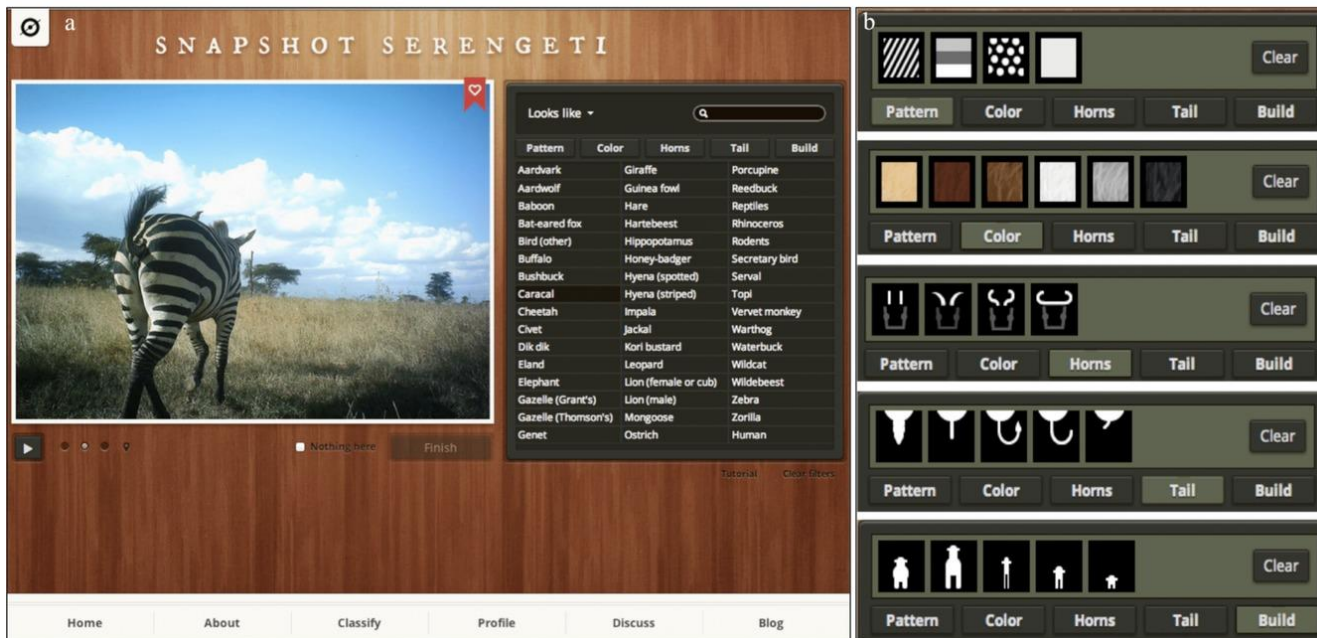 a
SNAPSHOT SERENGETI
Looks like
Pattern Color Horns Tail Build
Aardvark Giraffe Porcupine
Aardwolf Guinea fowl Reedbuck
Baboon Hare Reptiles
Bat-eared fox Hartebeest Rhinoceros
Bird (other) Hippopotamus Rodents
Buffalo Honey-badger Secretary bird
Bushbuck Hyena (spotted) Serval
Caracal Hyena (striped) Topi
Cheetah Impala Vervet monkey
Civet Jackal Warthog
Dik dik Kori bustard Waterbuck
Eland Leopard Wildcat
Elephant Lion (female or cub) Wildebeest
Gazelle (Grant's) Lion (male) Zebra
Gazelle (Thomson's) Mongoose Zorilla
Genet Ostrich Human
Nothing here Finish
Tutorial Clear filters
Home About Classify Profile Discuss Blog
b
Clear
Pattern Color Horns Tail Build
Clear
Pattern Color Horns Tail Build
Clear
Pattern Color Horns Tail Build
Clear
Pattern Color Horns Tail Build
Clear
Pattern Color Horns Tail Build